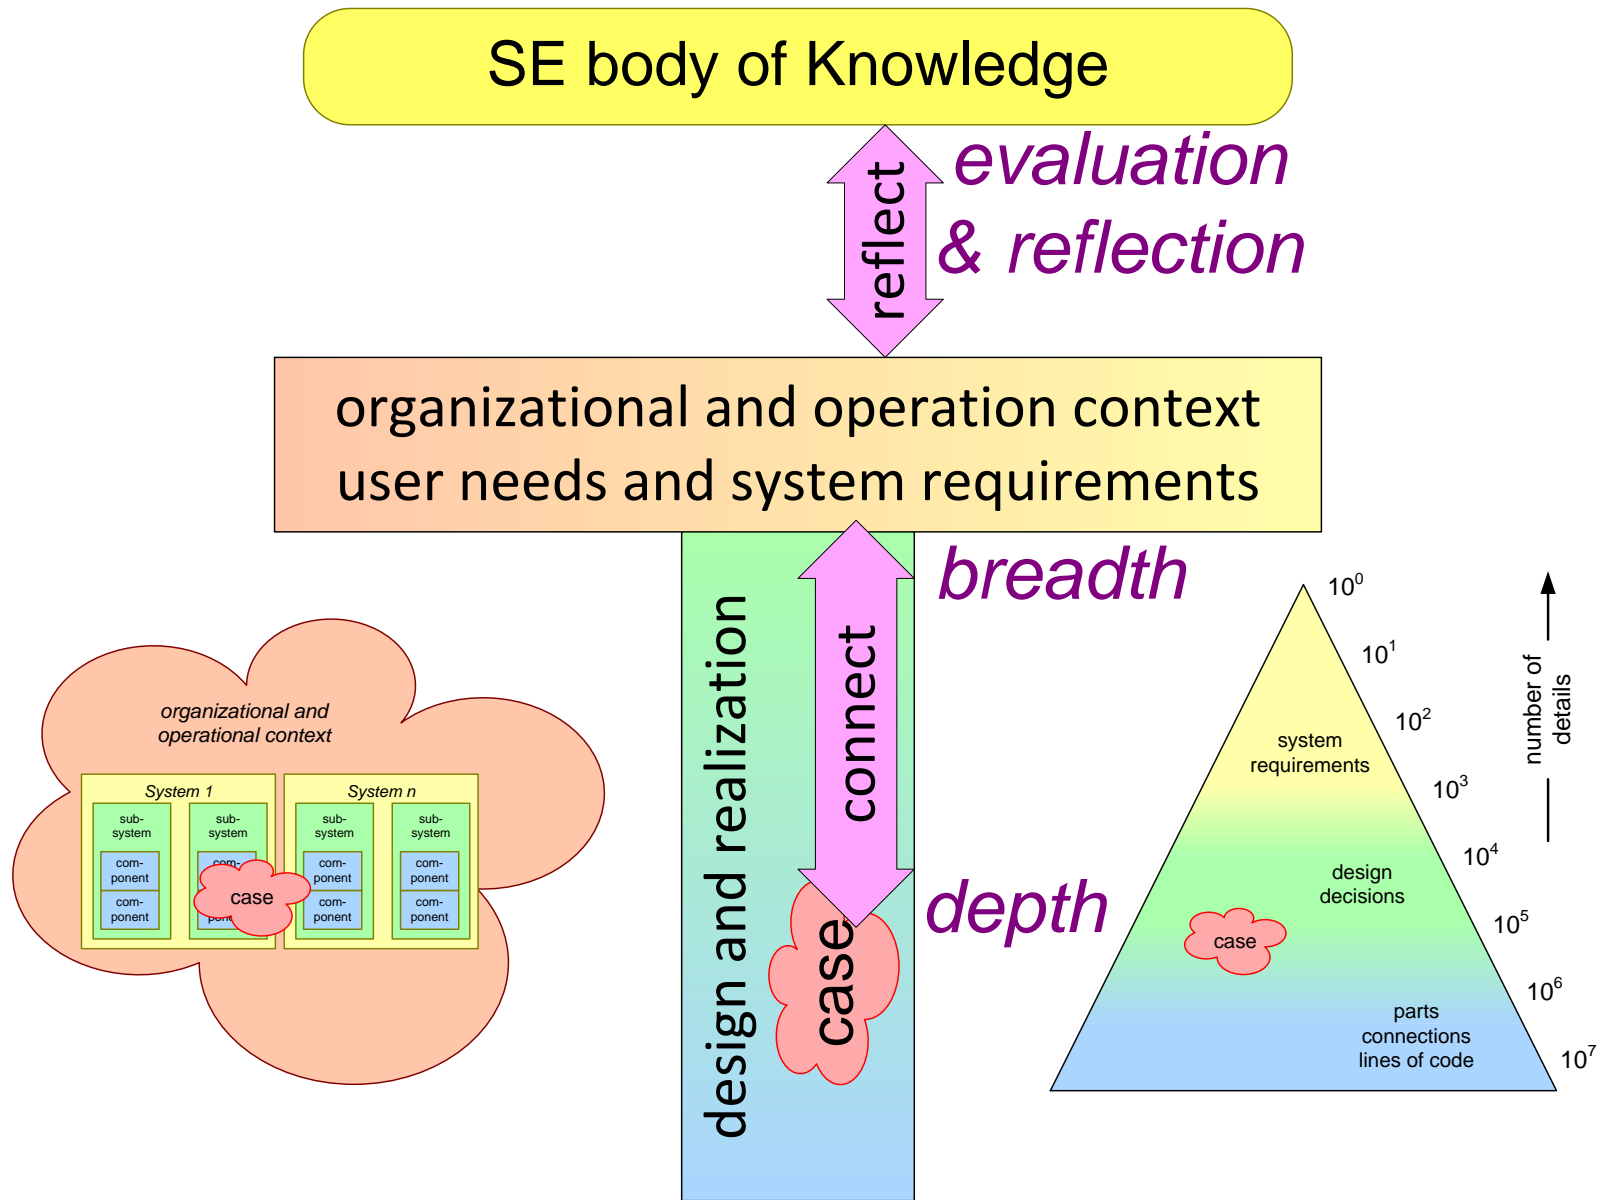 SE body of Knowledge
reflect
evaluation
& reflection
organizational and operation context
user needs and system requirements
design and realization
connect
case
breadth
depth
organizational and
operational context
System 1
sub-
system
com-
ponent
com-
ponent
sub-
system
com-
ponent
case
System n
sub-
system
com-
ponent
com-
ponent
sub-
system
com-
ponent
com-
ponent
10⁰
10¹
10²
10³
10⁴
10⁵
10⁶
10⁷
number of
details
system
requirements
design
decisions
case
parts
connections
lines of code